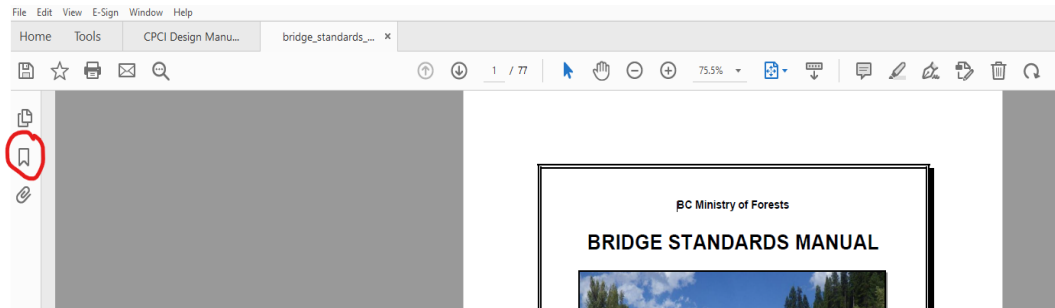 File Edit View E-Sign Window Help
Home Tools CPCI Design Manu... bridge_standards_... ×
1 / 77 75.5%
BC Ministry of Forests
BRIDGE STANDARDS MANUAL